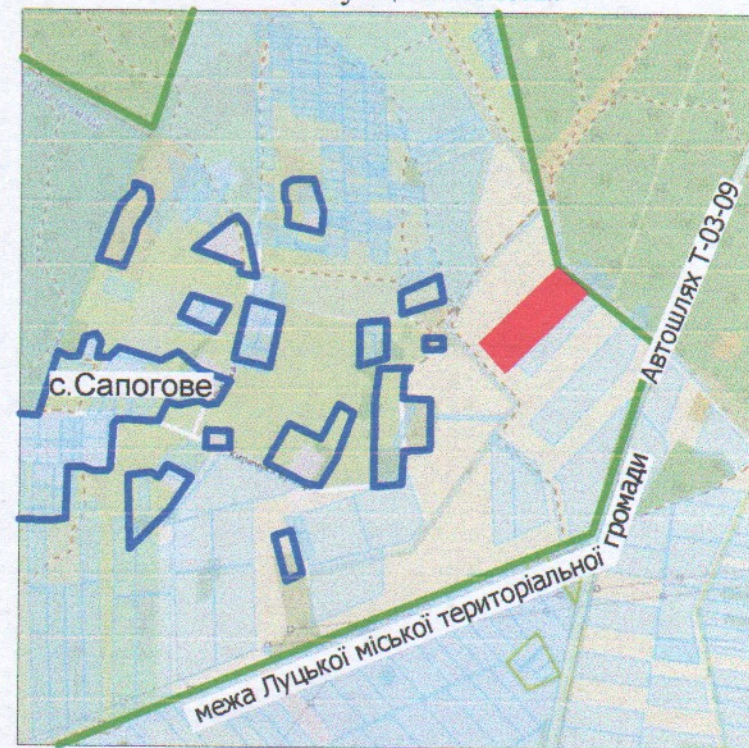 Автошлях Т-03-09
с.Сапогове
межа Луцької міської територіальної громади